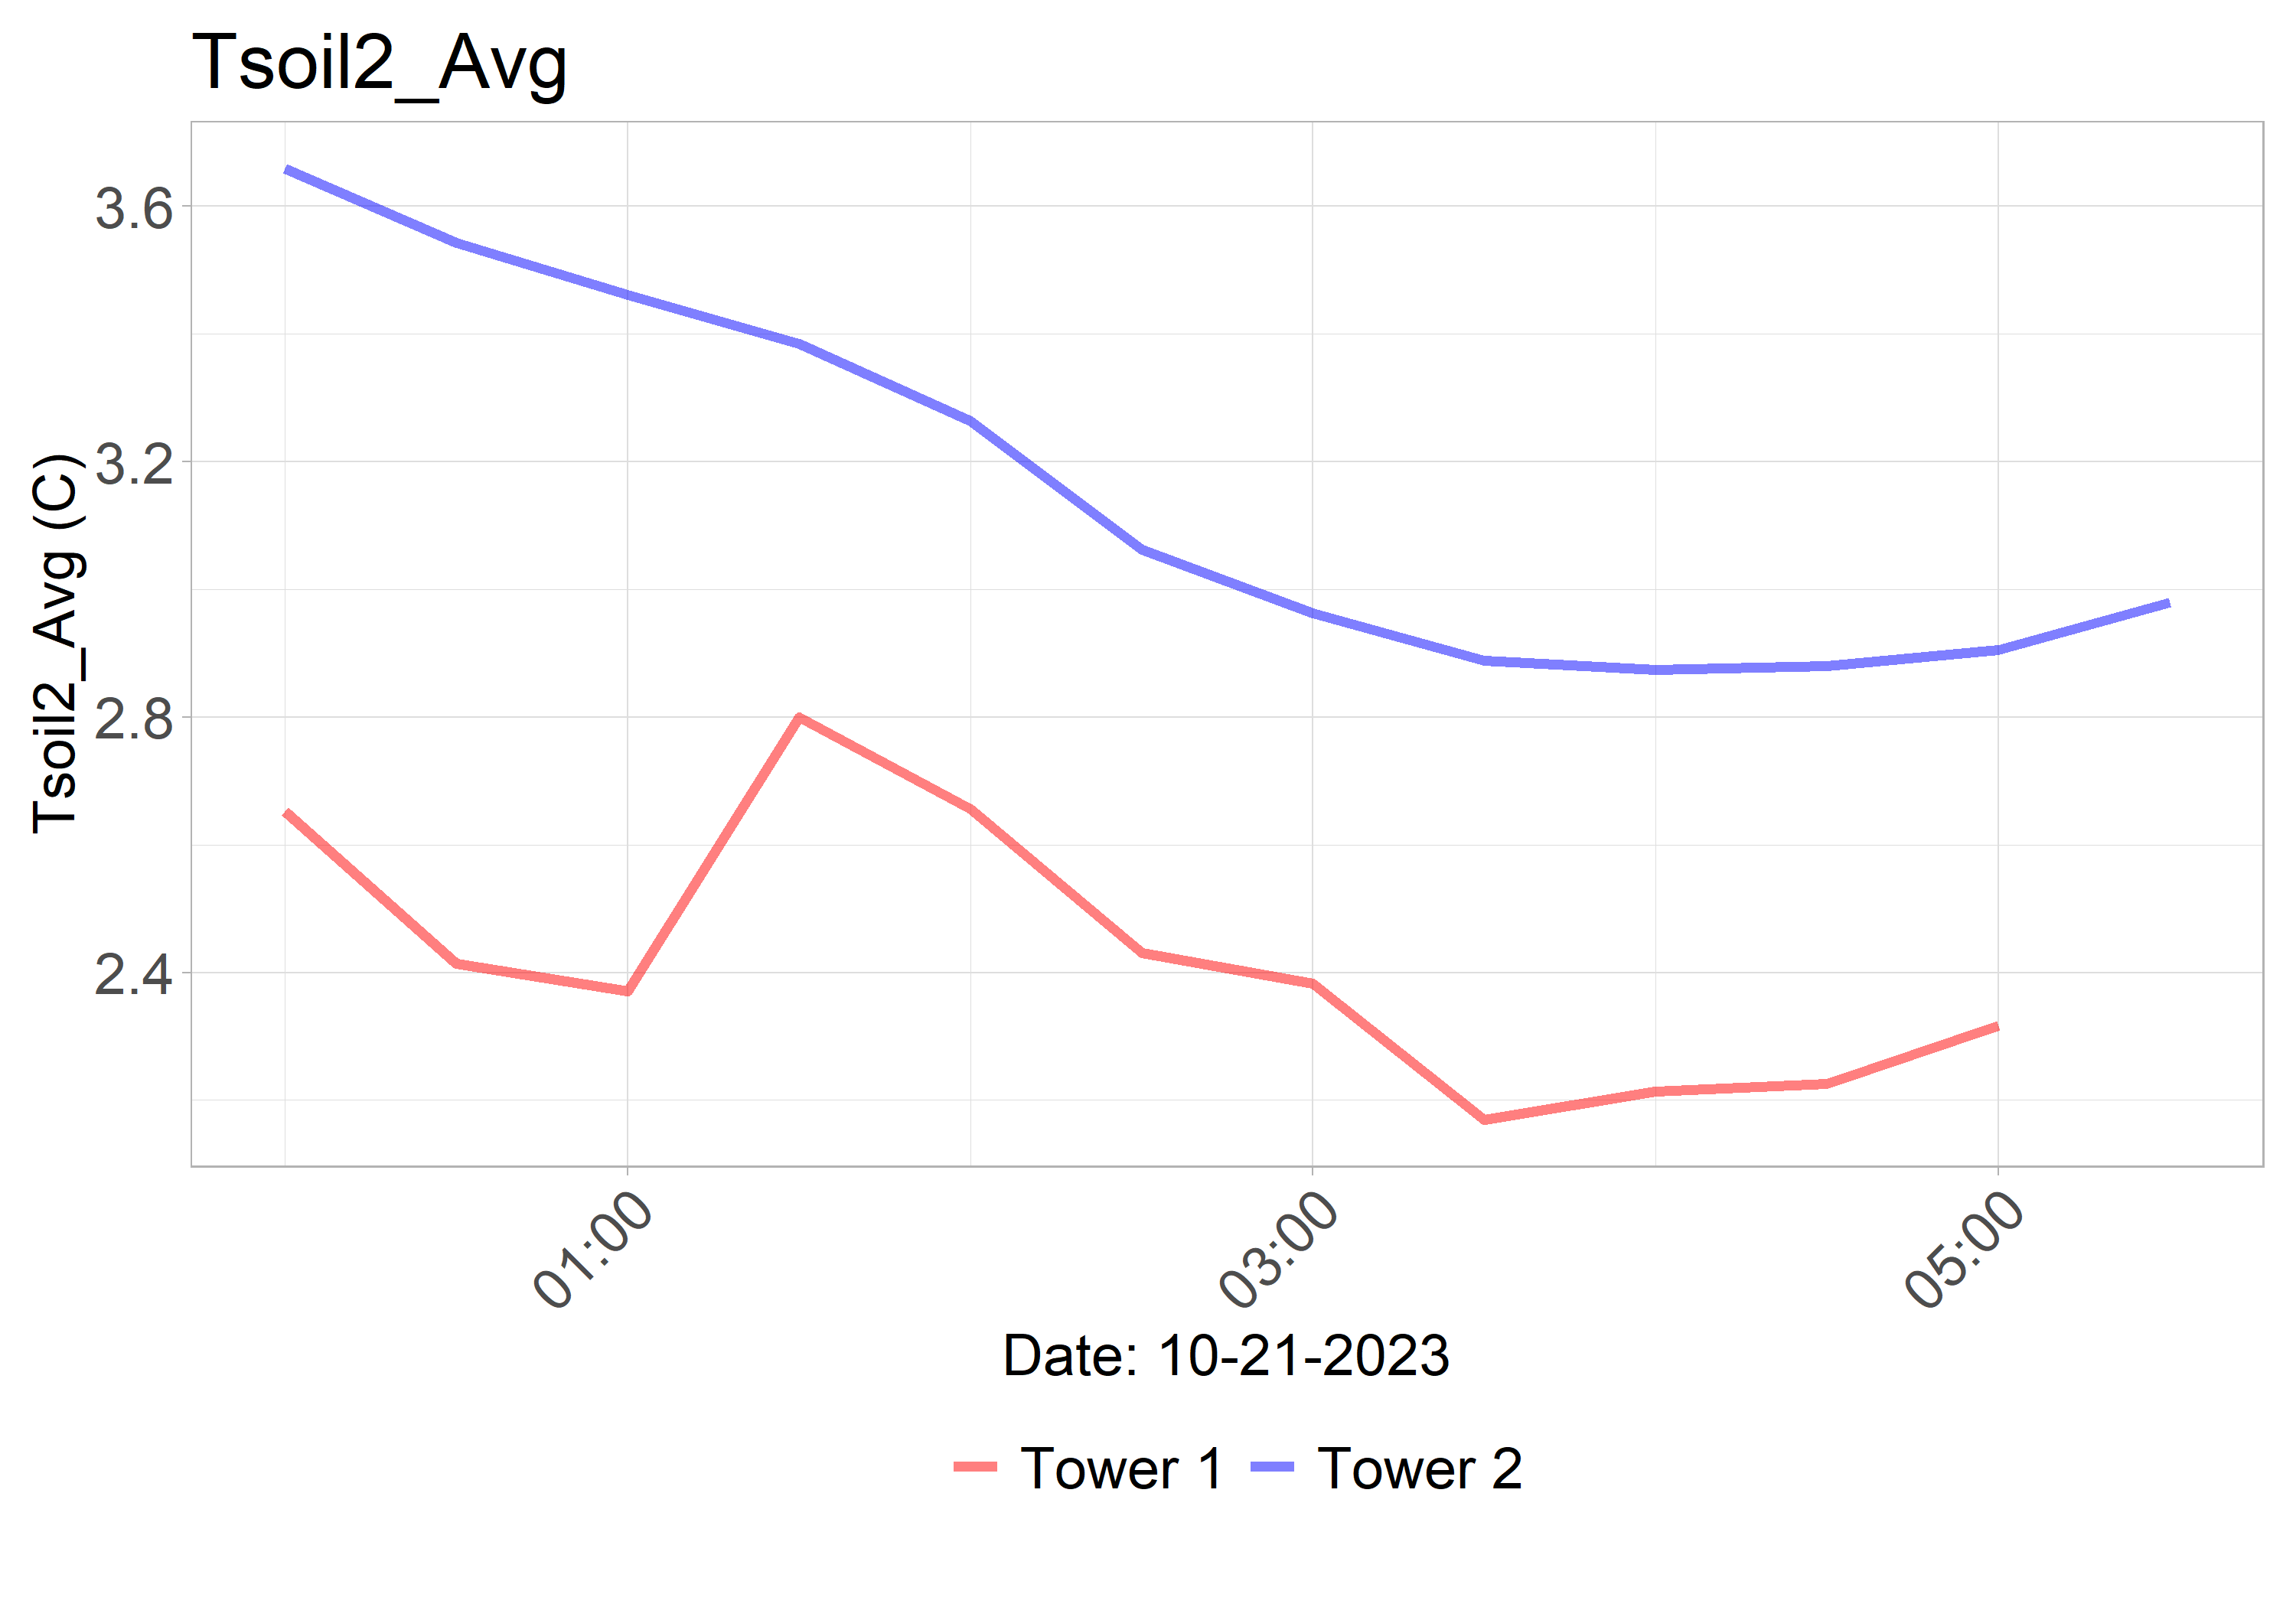 Tsoil2_Avg
Tsoil2_Avg (C)
3.6
3.2
2.8
2.4
01:00
03:00
05:00
Date: 10-21-2023
Tower 1
Tower 2